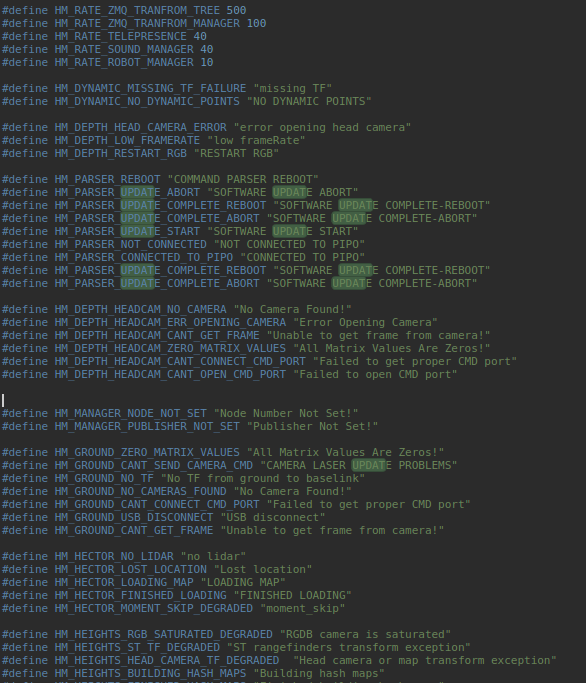 #define HM_RATE_ZMQ_TRANFROM_TREE 500
#define HM_RATE_ZMQ_TRANFROM_MANAGER 100
#define HM_RATE_TELEPRESENCE 40
#define HM_RATE_SOUND_MANAGER 40
#define HM_RATE_ROBOT_MANAGER 10
#define HM_DYNAMIC_MISSING_TF_FAILURE "missing TF"
#define HM_DYNAMIC_NO_DYNAMIC_POINTS "NO DYNAMIC POINTS"
#define HM_DEPTH_HEAD_CAMERA_ERROR "error opening head camera"
#define HM_DEPTH_LOW_FRAMERATE "low frameRate"
#define HM_DEPTH_RESTART_RGB "RESTART RGB"
#define HM_PARSER_REBOOT "COMMAND PARSER REBOOT"
#define HM_PARSER_UPDATE_ABORT "SOFTWARE UPDATE ABORT"
#define HM_PARSER_UPDATE_COMPLETE_REBOOT "SOFTWARE UPDATE COMPLETE-REBOOT"
#define HM_PARSER_UPDATE_COMPLETE_ABORT "SOFTWARE UPDATE COMPLETE-ABORT"
#define HM_PARSER_UPDATE_START "SOFTWARE UPDATE START"
#define HM_PARSER_NOT_CONNECTED "NOT CONNECTED TO PIPO"
#define HM_PARSER_CONNECTED_TO_PIPO "CONNECTED TO PIPO"
#define HM_PARSER_UPDATE_COMPLETE_REBOOT "SOFTWARE UPDATE COMPLETE-REBOOT"
#define HM_PARSER_UPDATE_COMPLETE_ABORT "SOFTWARE UPDATE COMPLETE-ABORT"
#define HM_DEPTH_HEADCAM_NO_CAMERA "No Camera Found!"
#define HM_DEPTH_HEADCAM_ERR_OPENING_CAMERA "Error Opening Camera"
#define HM_DEPTH_HEADCAM_CANT_GET_FRAME "Unable to get frame from camera!"
#define HM_DEPTH_HEADCAM_ZERO_MATRIX_VALUES "All Matrix Values Are Zeros!"
#define HM_DEPTH_HEADCAM_CANT_CONNECT_CMD_PORT "Failed to get proper CMD port"
#define HM_DEPTH_HEADCAM_CANT_OPEN_CMD_PORT "Failed to open CMD port"
#define HM_MANAGER_NODE_NOT_SET "Node Number Not Set!"
#define HM_MANAGER_PUBLISHER_NOT_SET "Publisher Not Set!"
#define HM_GROUND_ZERO_MATRIX_VALUES "All Matrix Values Are Zeros!"
#define HM_GROUND_CANT_SEND_CAMERA_CMD "CAMERA LASER UPDATE PROBLEMS"
#define HM_GROUND_NO_TF "No TF from ground to baselink"
#define HM_GROUND_NO_CAMERAS_FOUND "No Camera Found!"
#define HM_GROUND_CANT_CONNECT_CMD_PORT "Failed to get proper CMD port"
#define HM_GROUND_USB_DISCONNECT "USB disconnect"
#define HM_GROUND_CANT_GET_FRAME "Unable to get frame from camera!"
#define HM_HECTOR_NO_LIDAR "no lidar"
#define HM_HECTOR_LOST_LOCATION "Lost location"
#define HM_HECTOR_LOADING_MAP "LOADING MAP"
#define HM_HECTOR_FINISHED_LOADING "FINISHED LOADING"
#define HM_HECTOR_MOMENT_SKIP_DEGRADED "moment_skip"
#define HM_HEIGHTS_RGB_SATURATED_DEGRADED "RGDB camera is saturated"
#define HM_HEIGHTS_ST_TF_DEGRADED "ST rangefinders transform exception"
#define HM_HEIGHTS_HEAD_CAMERA_TF_DEGRADED  "Head camera or map transform exception"
#define HM_HEIGHTS_BUILDING_HASH_MAPS "Building hash maps"